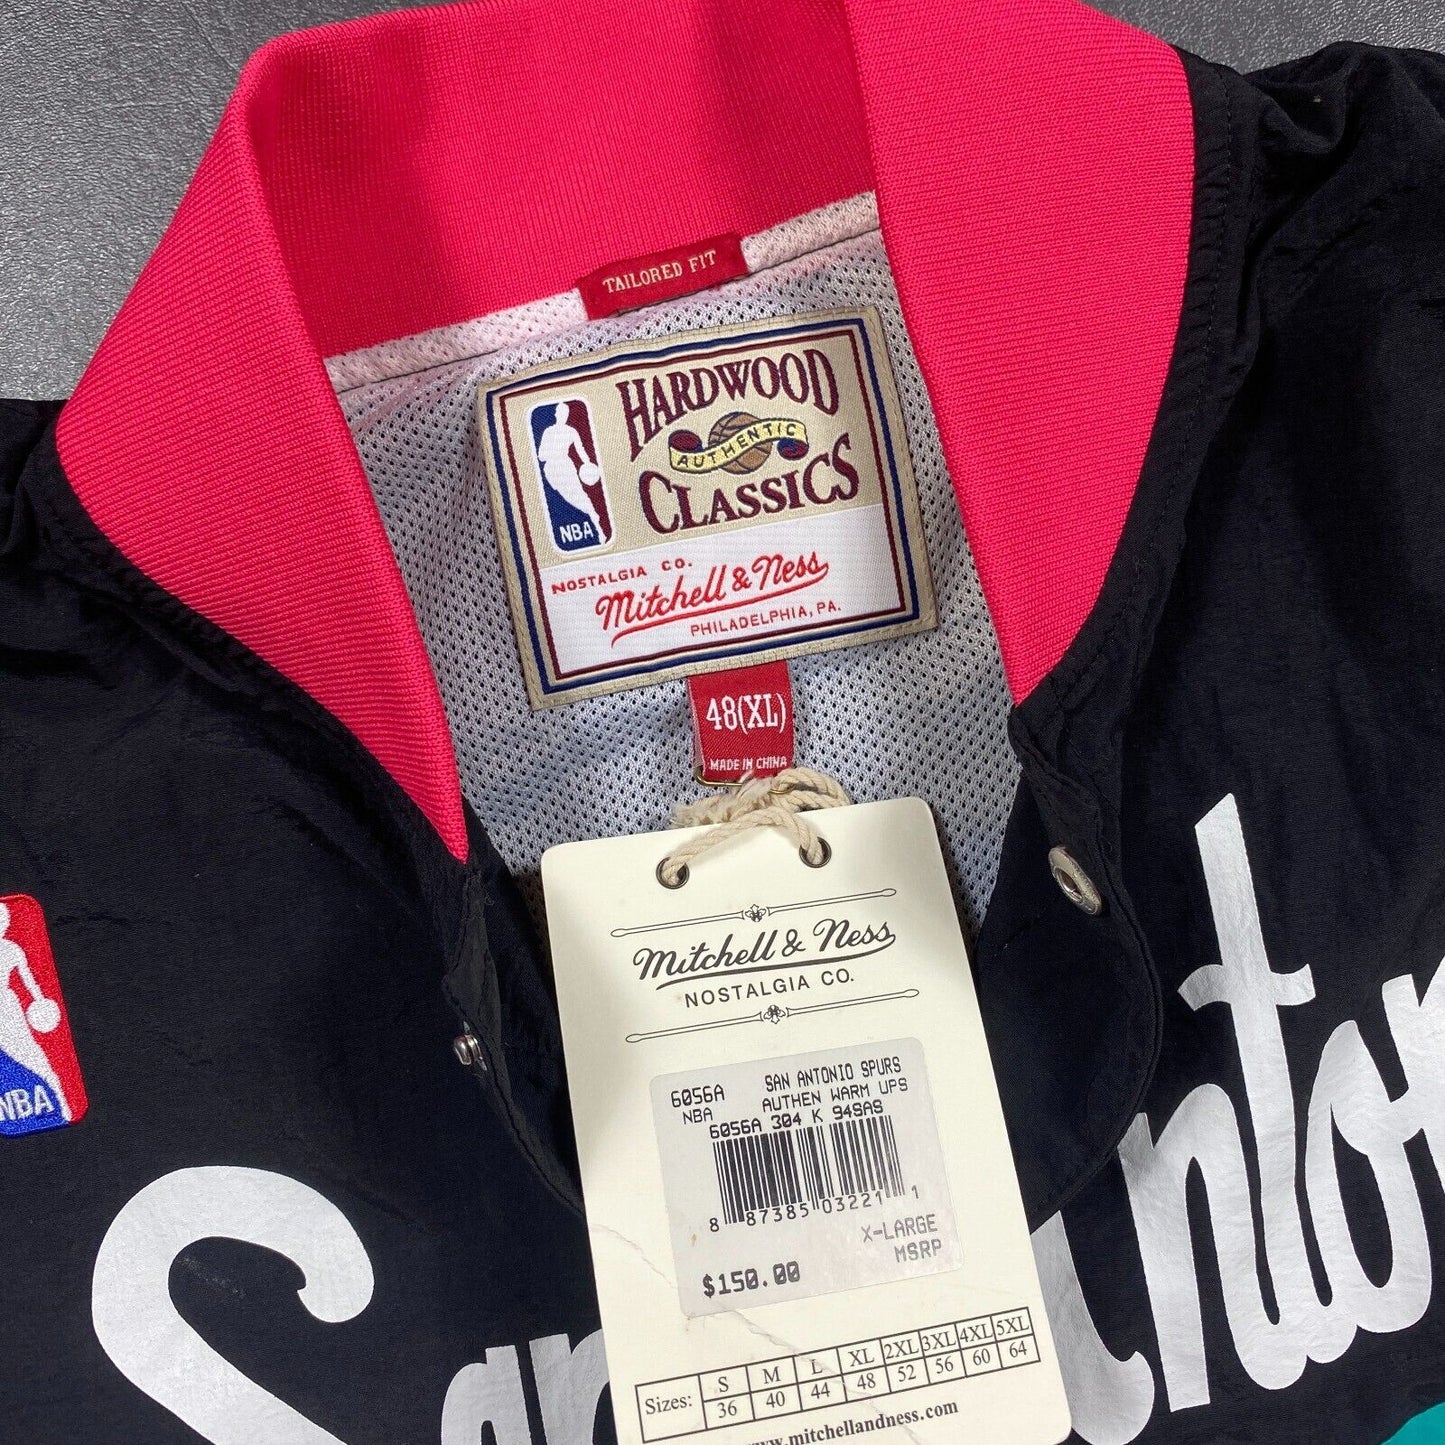 TAILORED FIT
HARDWOOD
AUTHENTIC
CLASSICS
NBA
NOSTALGIA CO.
Mitchell & Ness
PHILADELPHIA, PA.
48(XL)
MADE IN CHINA
Mitchell & Ness
NOSTALGIA CO.
6056A SAN ANTONIO SPURS
NBA AUTHEN WARM UPS
6056A 304 K 94SAS
8 87385 03221 1
X-LARGE
$150.00 MSRP
Sizes: S M L XL 2XL 3XL 4XL 5XL
36 40 44 48 52 56 60 64
www.mitchellandness.com
NBA
San Anton